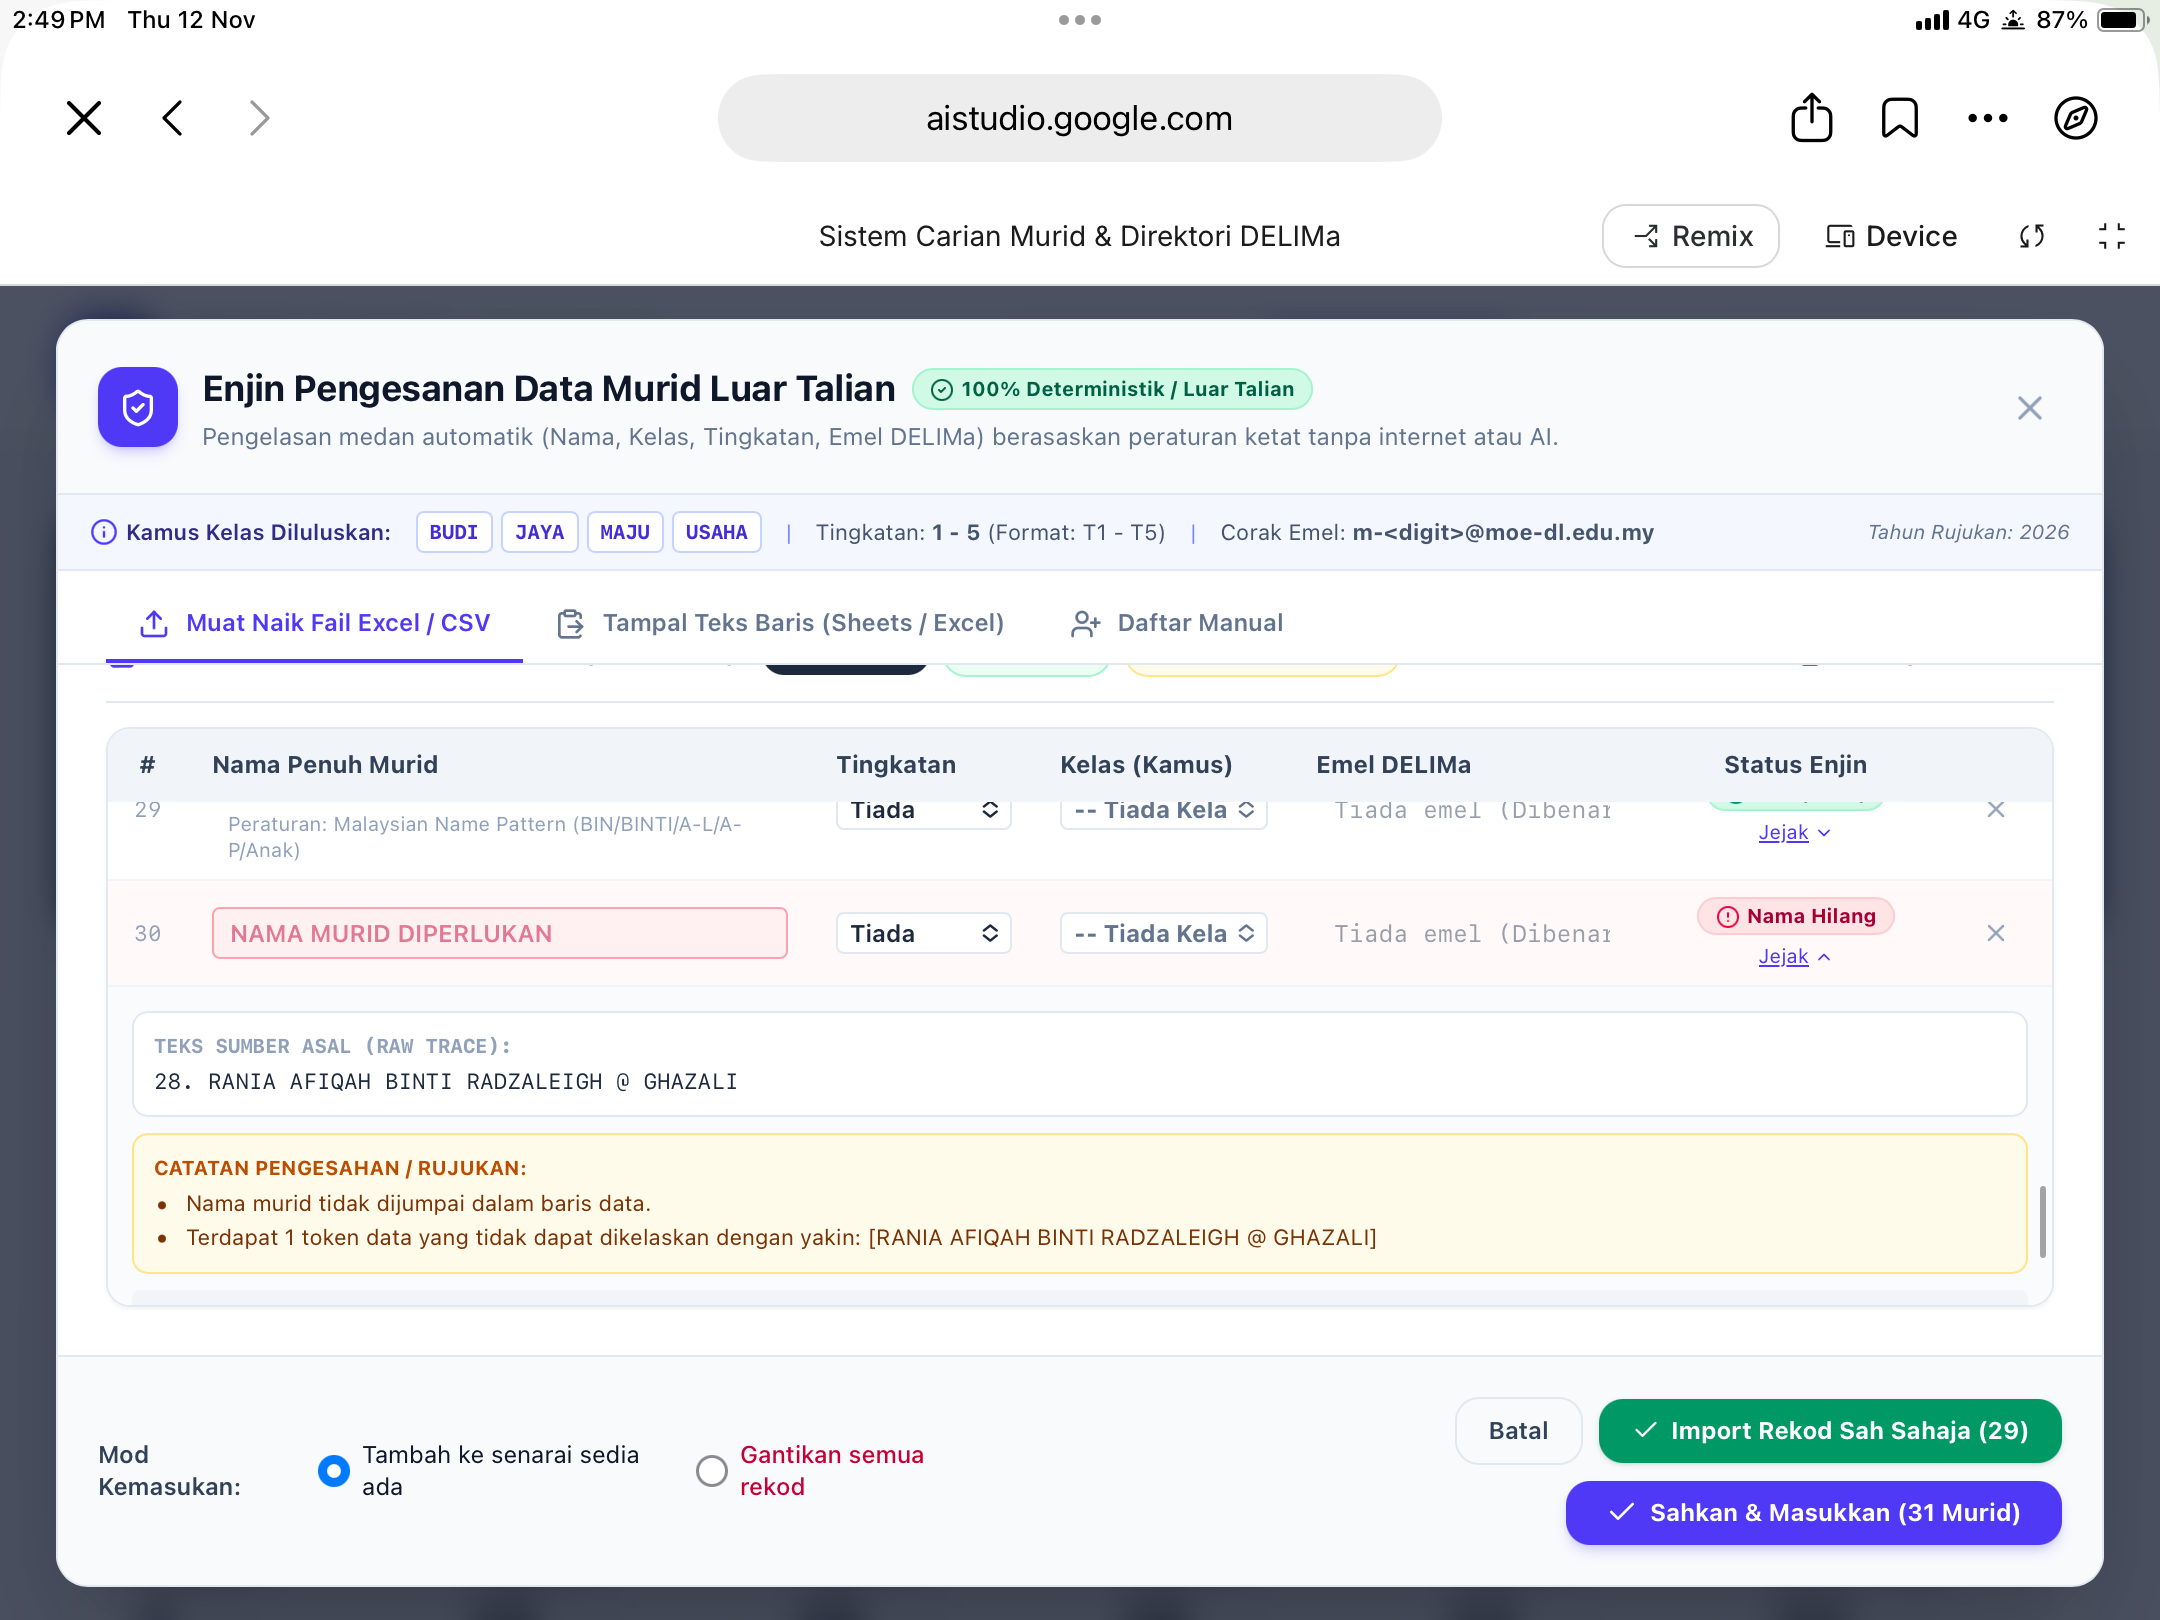 2:49 PM Thu 12 Nov
4G 87%
aistudio.google.com
Sistem Carian Murid & Direktori DELIMa
Remix
Device
Enjin Pengesanan Data Murid Luar Talian
100% Deterministik / Luar Talian
Pengelasan medan automatik (Nama, Kelas, Tingkatan, Emel DELIMa) berasaskan peraturan ketat tanpa internet atau AI.
Kamus Kelas Diluluskan: BUDI JAYA MAJU USAHA | Tingkatan: 1 - 5 (Format: T1 - T5) | Corak Emel: m-<digit>@moe-dl.edu.my Tahun Rujukan: 2026
Muat Naik Fail Excel / CSV
Tampal Teks Baris (Sheets / Excel)
Daftar Manual
# Nama Penuh Murid Tingkatan Kelas (Kamus) Emel DELIMa Status Enjin
29 Tiada -- Tiada Kela Tiada emel (Dibenar
Peraturan: Malaysian Name Pattern (BIN/BINTI/A-L/A-
P/Anak)
Jejak
30 NAMA MURID DIPERLUKAN Tiada -- Tiada Kela Tiada emel (Dibenar
Nama Hilang
Jejak
TEKS SUMBER ASAL (RAW TRACE):
28. RANIA AFIQAH BINTI RADZALEIGH @ GHAZALI
CATATAN PENGESAHAN / RUJUKAN:
• Nama murid tidak dijumpai dalam baris data.
• Terdapat 1 token data yang tidak dapat dikelaskan dengan yakin: [RANIA AFIQAH BINTI RADZALEIGH @ GHAZALI]
Mod
Kemasukan:
Tambah ke senarai sedia
ada
Gantikan semua
rekod
Batal
Import Rekod Sah Sahaja (29)
Sahkan & Masukkan (31 Murid)